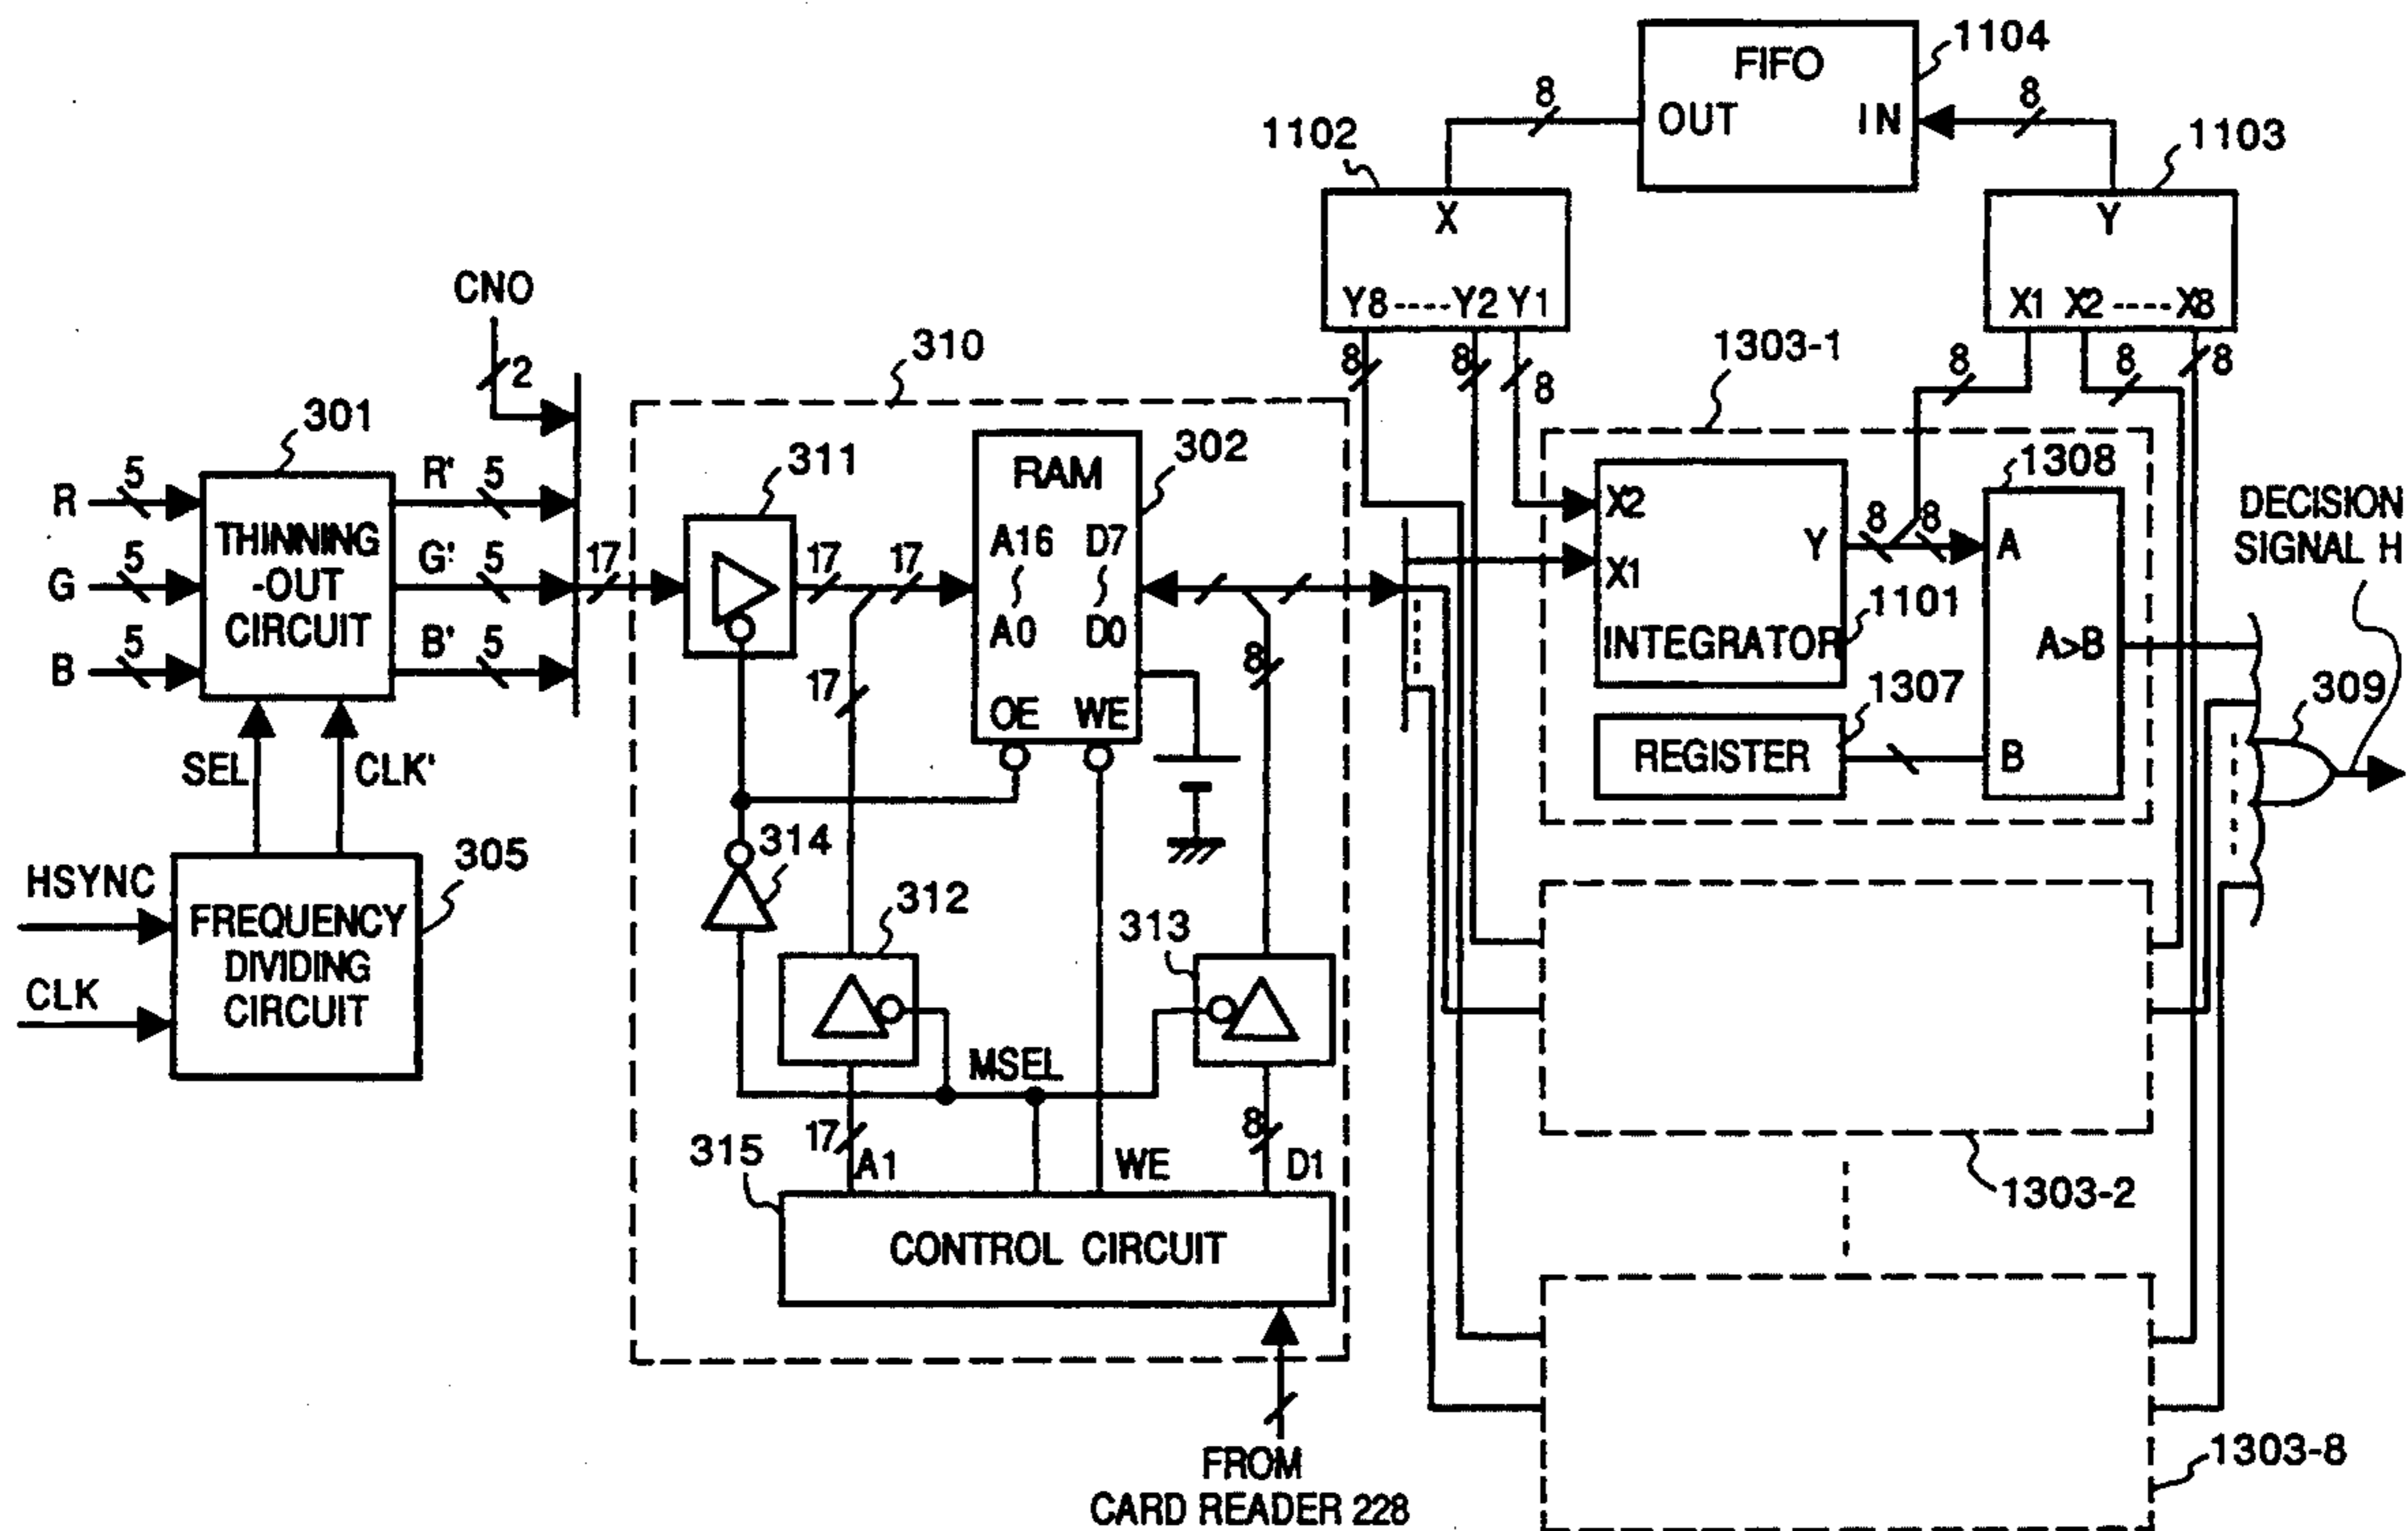 FIFO
1104
OUT
IN
8
8
1102
1103
X
Y
Y8 ----- Y2 Y1
X1 X2 ----- X8
8
8
8
8
8
8
CNO
2
310
1303-1
301
311
RAM
302
1308
R
5
R'
5
G
5
THINNING
-OUT
CIRCUIT
G'
5
B
5
B'
5
17
17
17
17
A16
A0
D7
D0
8
OE
WE
X2
X1
Y
8
8
INTEGRATOR
1101
A
A>B
B
1307
REGISTER
DECISION
SIGNAL H
309
SEL
CLK'
HSYNC
CLK
305
FREQUENCY
DIVIDING
CIRCUIT
314
312
313
MSEL
315
17
A1
WE
8
D1
CONTROL CIRCUIT
1303-2
1303-8
FROM
CARD READER 228